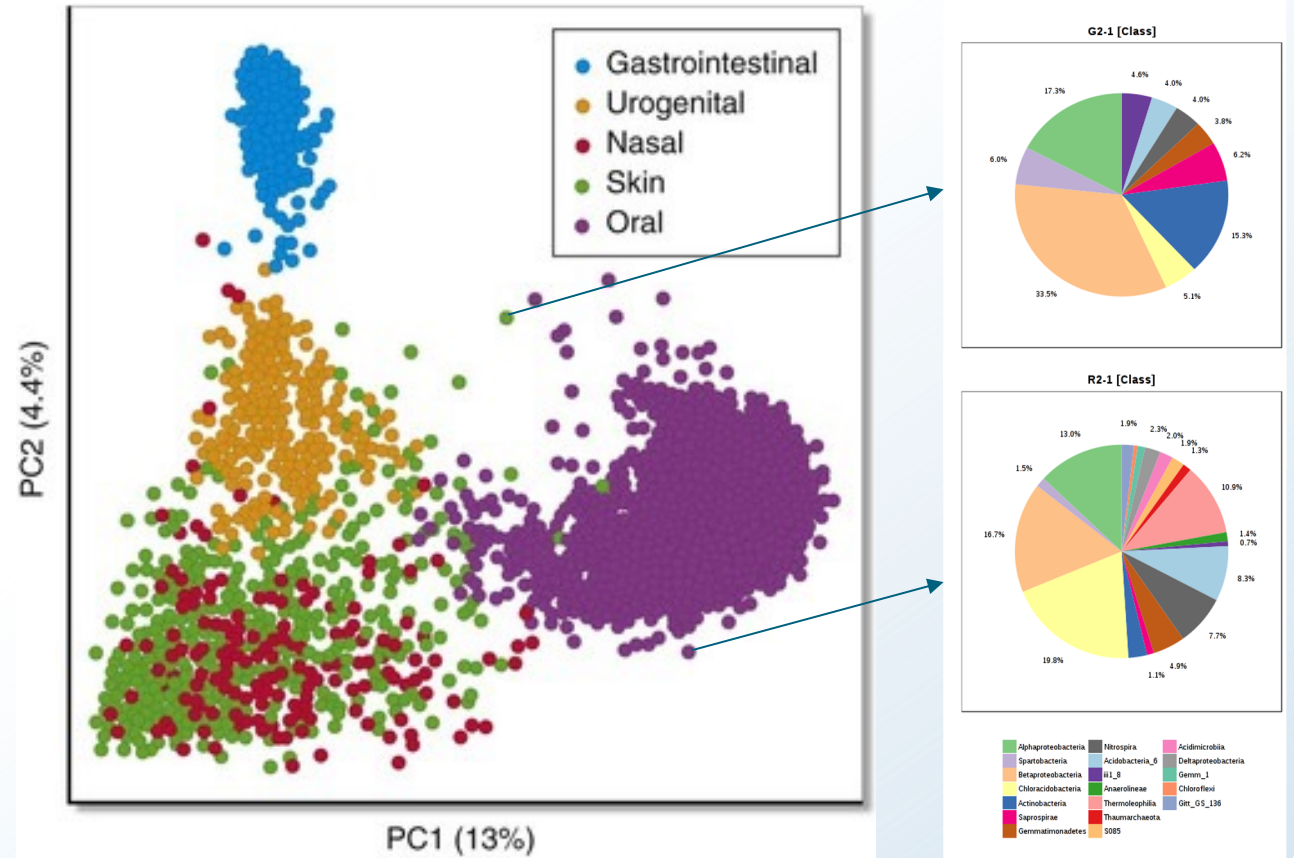 Gastrointestinal
Urogenital
Nasal
Skin
Oral
PC2 (4.4%)
PC1 (13%)
G2-1 [Class]
4.6%
4.0%
4.0%
3.8%
6.2%
15.3%
5.1%
33.5%
6.0%
17.3%
R2-1 [Class]
1.9%
2.3%
2.0%
1.9%
1.3%
10.9%
1.4%
0.7%
8.3%
7.7%
4.9%
1.1%
19.8%
16.7%
1.5%
13.0%
Alphaproteobacteria Nitrospira Acidimicrobiia
Spartobacteria Acidobacteria_6 Deltaproteobacteria
Betaproteobacteria iii1_8 Gemm_1
Chloracidobacteria Anaerolineae Chloroflexi
Actinobacteria Thermoleophilia Gitt_GS_136
Saprospirae Thaumarchaeota
Gemmatimonadetes S085